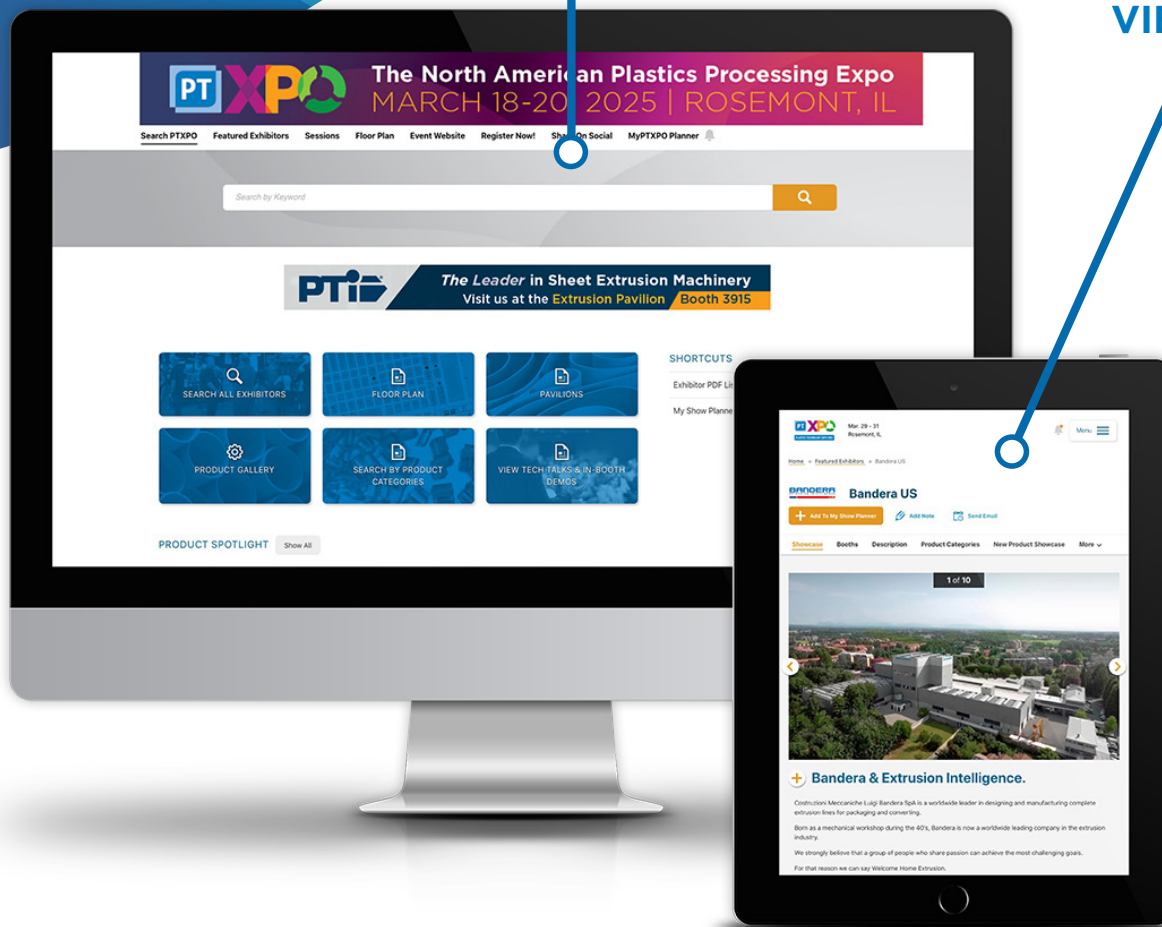 PT XPO
The North American Plastics Processing Expo
MARCH 18-20, 2025 | ROSEMONT, IL
Search PTXPO Featured Exhibitors Sessions Floor Plan Event Website Register Now! Share On Social MyPTXPO Planner
Search by Keyword
PTi
The Leader in Sheet Extrusion Machinery
Visit us at the Extrusion Pavilion Booth 3915
SEARCH ALL EXHIBITORS
FLOOR PLAN
PAVILIONS
PRODUCT GALLERY
SEARCH BY PRODUCT
CATEGORIES
VIEW TECH TALKS & IN-BOOTH
DEMOS
SHORTCUTS
Exhibitor PDF Li
My Show Planne
PRODUCT SPOTLIGHT Show All
PT XPO
Mar. 29 - 31
Rosemont, IL
Menu
Home » Featured Exhibitors » Bandera US
BANDERA Bandera US
Add To My Show Planner Add Note Send Email
Showcase Booths Description Product Categories New Product Showcase More
1 of 10
Bandera & Extrusion Intelligence.
Costruzioni Meccaniche Luigi Bandera SpA is a worldwide leader in designing and manufacturing complete
extrusion lines for packaging and converting.
Born as a mechanical workshop during the 40's, Bandera is now a worldwide leading company in the extrusion
industry.
We strongly believe that a group of people who share passion can achieve the most challenging goals.
For that reason we can say Welcome Home Extrusion.